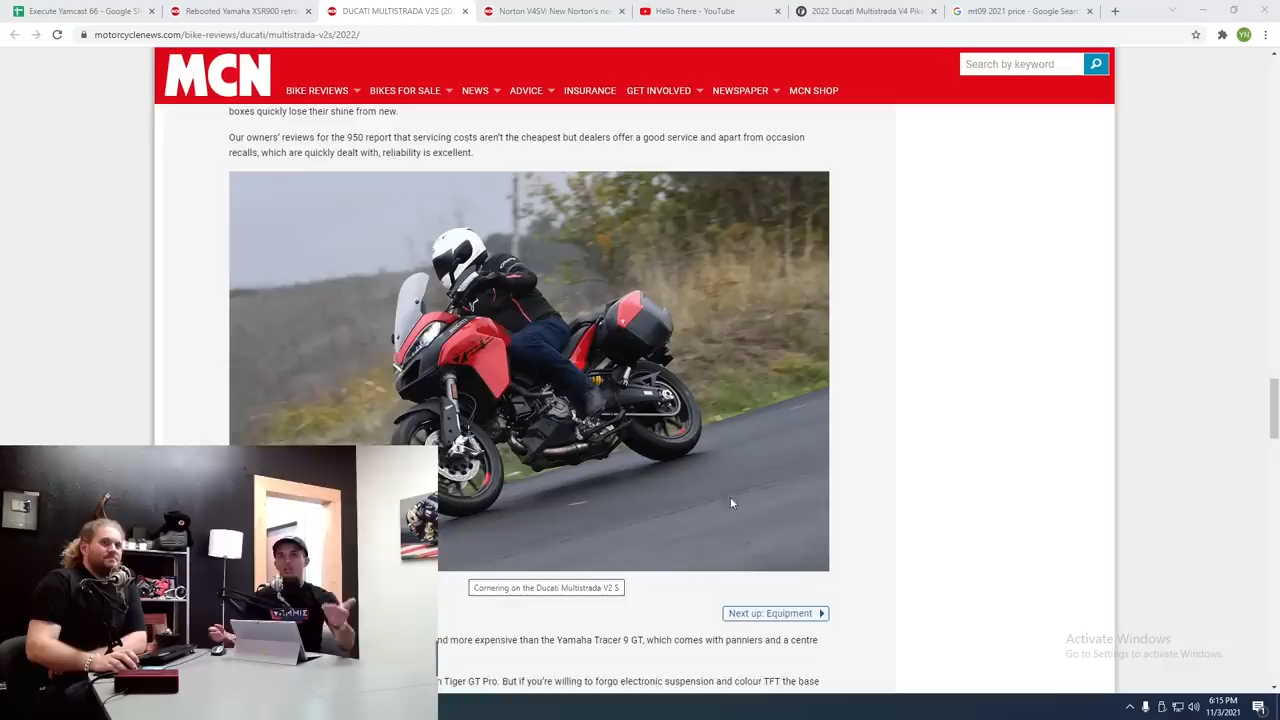 Execute Yamcast 66 - Google Sh
Rebooted Yamaha XSR900 retro
DUCATI MULTISTRADA V2S (202
Norton V4SV: New Norton's new
Hello There - YouTube
2022 Ducati Multistrada V4 Pike
mt09 2021 price - Google Searc
motorcyclenews.com/bike-reviews/ducati/multistrada-v2s/2022/
YN
MCN
Search by keyword
BIKE REVIEWS
BIKES FOR SALE
NEWS
ADVICE
INSURANCE
GET INVOLVED
NEWSPAPER
MCN SHOP
boxes quickly lose their shine from new.
Our owners' reviews for the 950 report that servicing costs aren't the cheapest but dealers offer a good service and apart from occasion
recalls, which are quickly dealt with, reliability is excellent.
Cornering on the Ducati Multistrada V2 S
Next up: Equipment
nd more expensive than the Yamaha Tracer 9 GT, which comes with panniers and a centre
n Tiger GT Pro. But if you're willing to forgo electronic suspension and colour TFT the base
Activate Windows
Go to Settings to activate Windows.
6:15 PM
11/3/2021